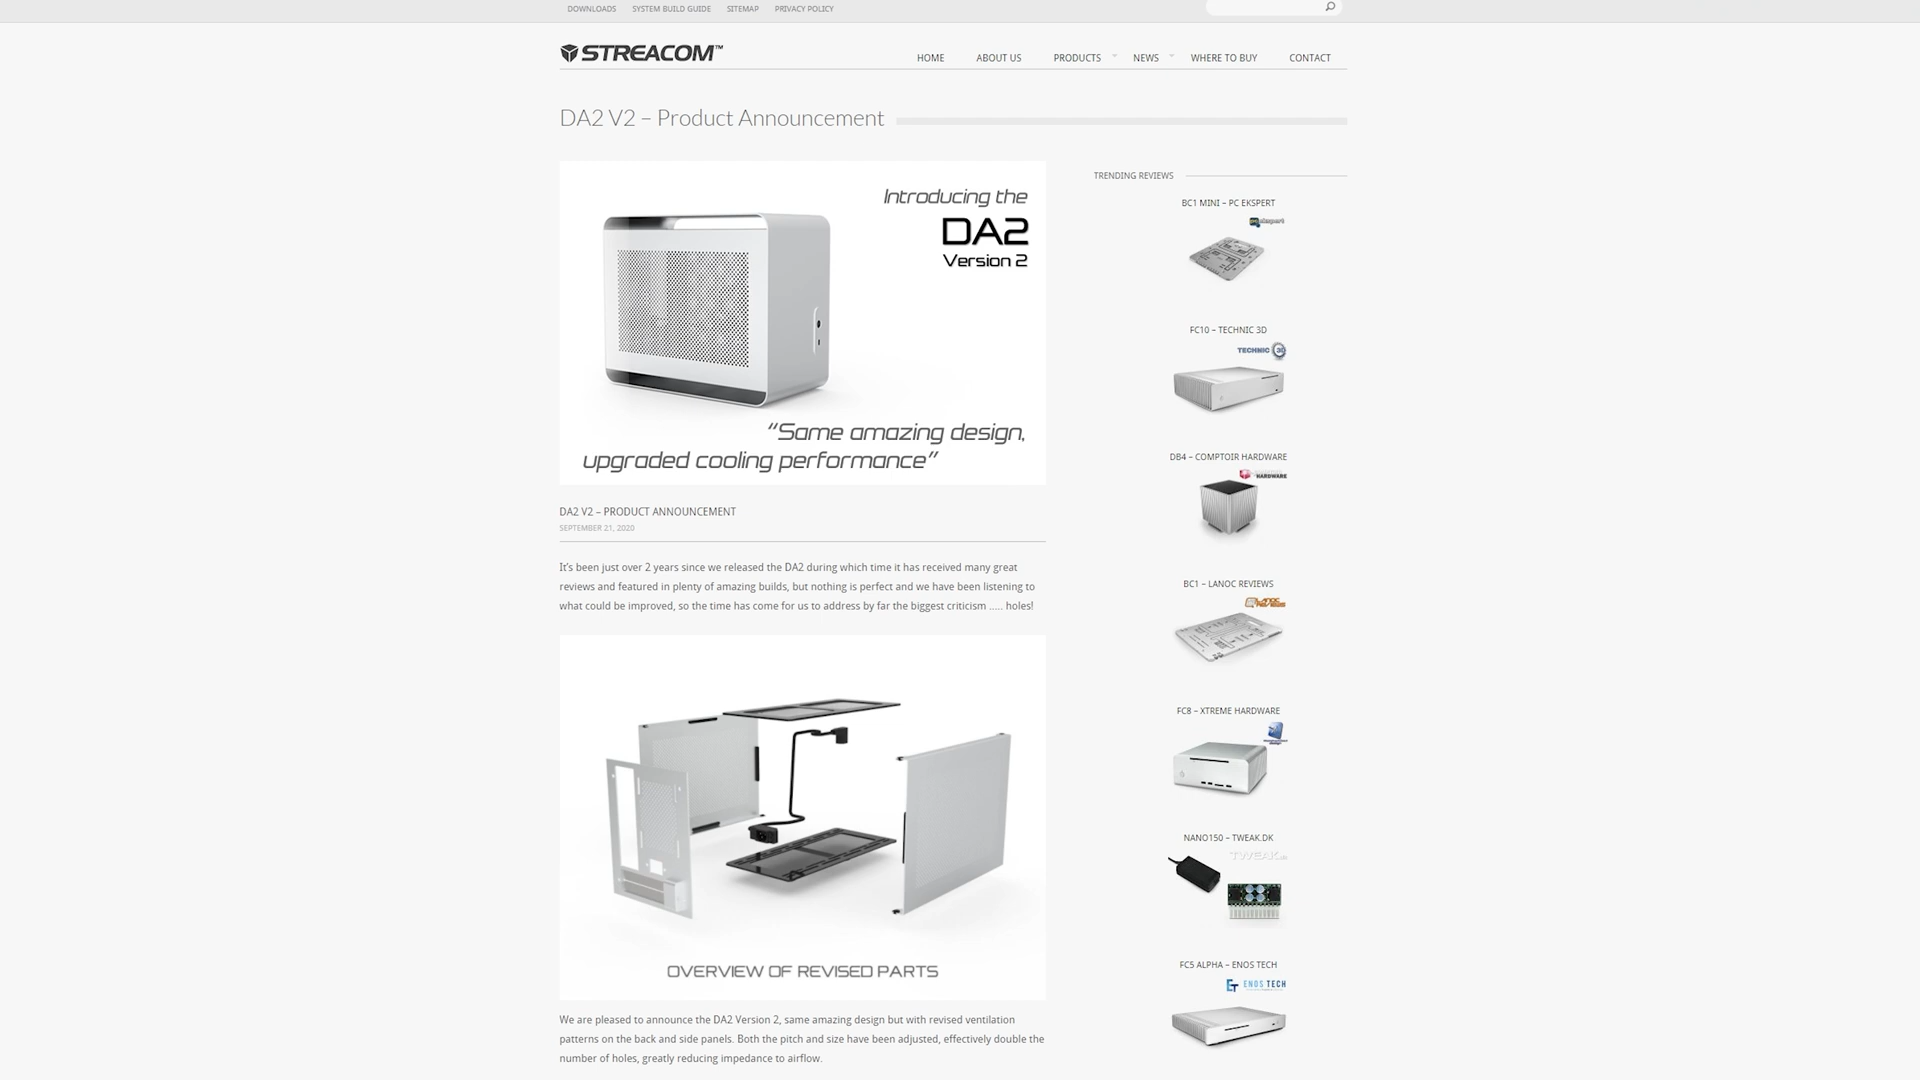 DOWNLOADS SYSTEM BUILD GUIDE SITEMAP PRIVACY POLICY
STREACOM™
HOME ABOUT US PRODUCTS NEWS WHERE TO BUY CONTACT
DA2 V2 – Product Announcement
Introducing the
DA2
Version 2
“Same amazing design,
upgraded cooling performance”
DA2 V2 – PRODUCT ANNOUNCEMENT
SEPTEMBER 21, 2020
It’s been just over 2 years since we released the DA2 during which time it has received many great
reviews and featured in plenty of amazing builds, but nothing is perfect and we have been listening to
what could be improved, so the time has come for us to address by far the biggest criticism ..... holes!
OVERVIEW OF REVISED PARTS
We are pleased to announce the DA2 Version 2, same amazing design but with revised ventilation
patterns on the back and side panels. Both the pitch and size have been adjusted, effectively double the
number of holes, greatly reducing impedance to airflow.
TRENDING REVIEWS
BC1 MINI – PC EKSPERT
FC10 – TECHNIC 3D
TECHNIC 3D
DB4 – COMPTOIR HARDWARE
HARDWARE
BC1 – LANOC REVIEWS
FC8 – XTREME HARDWARE
NANO150 – TWEAK.DK
TWEAK.dk
FC5 ALPHA – ENOS TECH
ET ENOS TECH